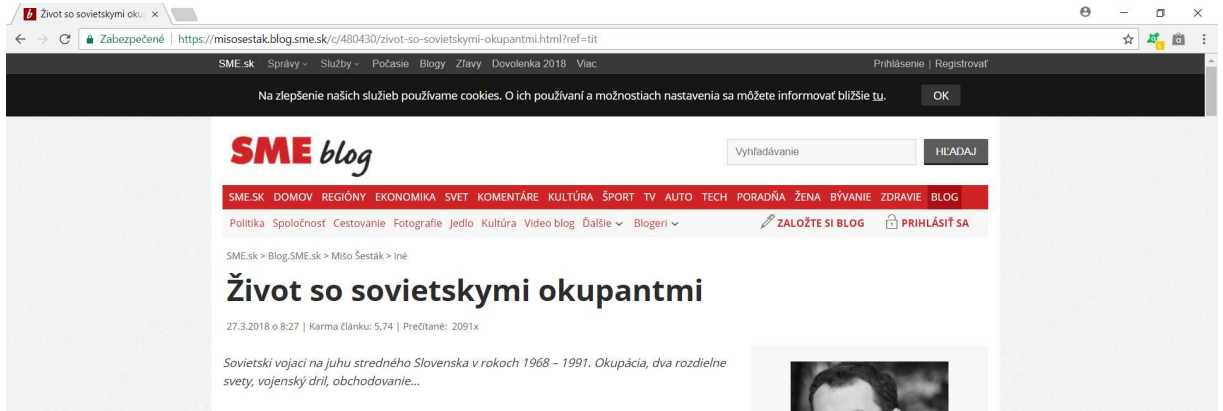 Život so sovietskymi oku
Zabezpečené | https://misosestak.blog.sme.sk/c/480430/zivot-so-sovietskymi-okupantmi.html?ref=tit
SME.sk Správy Služby Počasie Blogy Zľavy Dovolenka 2018 Viac Prihlásenie | Registrovať
Na zlepšenie našich služieb používame cookies. O ich používaní a možnostiach nastavenia sa môžete informovať bližšie tu. OK
SME blog Vyhľadávanie HĽADAJ
SME.SK DOMOV REGIÓNY EKONOMIKA SVET KOMENTÁRE KULTÚRA ŠPORT TV AUTO TECH PORADŇA ŽENA BÝVANIE ZDRAVIE BLOG
Politika Spoločnosť Cestovanie Fotografie Jedlo Kultúra Video blog Ďalšie Blogeri ZALOŽTE SI BLOG PRIHLÁSIŤ SA
SME.sk > Blog.SME.sk > Mišo Šesták > Iné
Život so sovietskymi okupantmi
27.3.2018 o 8:27 | Karma článku: 5,74 | Prečítané: 2091x
Sovietski vojaci na juhu stredného Slovenska v rokoch 1968 – 1991. Okupácia, dva rozdielne
svety, vojenský dril, obchodovanie...